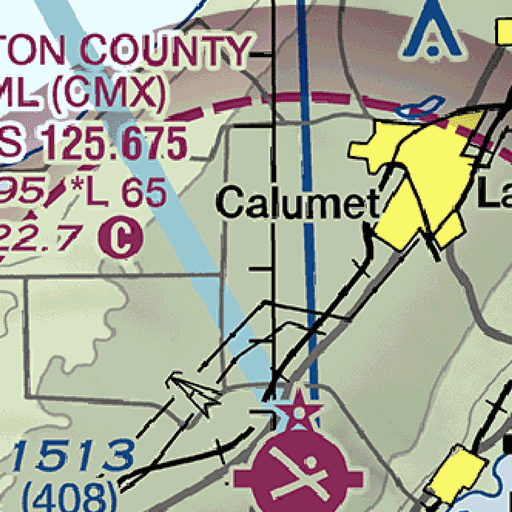 TON COUNTY
ML (CMX)
S 125.675
95 *L 65
22.7 C
Calumet
La
1513
(408)